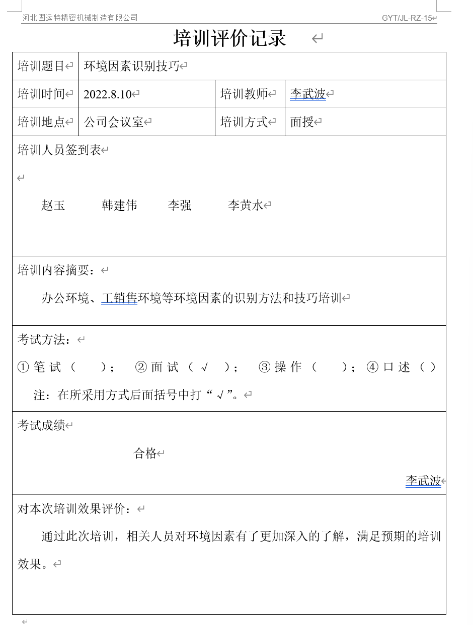 河北国运特精密机械制造有限公司 GYT/JL-RZ-15
培训评价记录
培训题目 环境因素识别技巧
培训时间 2022.8.10 培训教师 李武波
培训地点 公司会议室 培训方式 面授
培训人员签到表
赵玉 韩建伟 李强 李黄水
培训内容摘要：
办公环境、工销售环境等环境因素的识别方法和技巧培训
考试方法：
①笔试（ ）； ②面试（ √ ）； ③操作（ ）； ④口述（ ）
注：在所采用方式后面括号中打“√”。
考试成绩
合格
李武波
对本次培训效果评价：
通过此次培训，相关人员对环境因素有了更加深入的了解，满足预期的培训
效果。